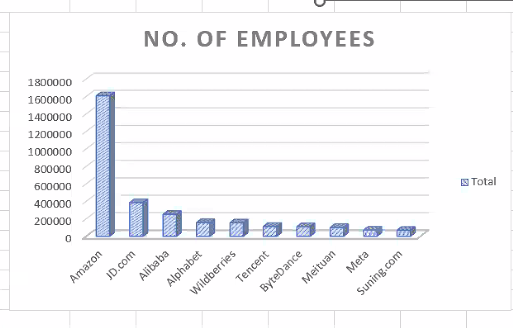 NO. OF EMPLOYEES
1800000
1600000
1400000
1200000
1000000
800000
600000
400000
200000
0
Amazon
JD.com
Alibaba
Alphabet
Wildberries
Tencent
ByteDance
Meituan
Meta
Suning.com
Total